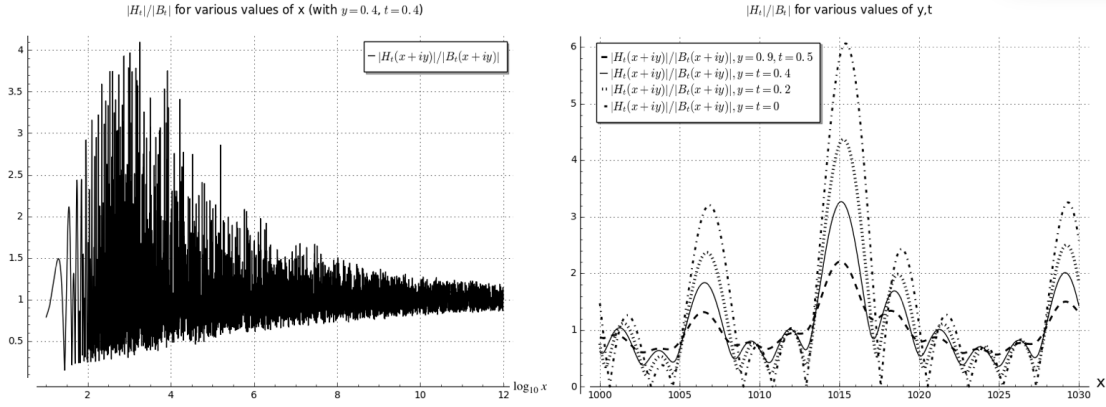 |H_t|/|B_t| for various values of x (with y = 0.4, t = 0.4)
|H_t(x+iy)|/|B_t(x+iy)|
4
3.5
3
2.5
2
1.5
1
0.5
2 4 6 8 10 12
log_10 x
|H_t|/|B_t| for various values of y,t
|H_t(x+iy)|/|B_t(x+iy)|, y = 0.9, t = 0.5
|H_t(x+iy)|/|B_t(x+iy)|, y = t = 0.4
|H_t(x+iy)|/|B_t(x+iy)|, y = t = 0.2
|H_t(x+iy)|/|B_t(x+iy)|, y = t = 0
6
5
4
3
2
1
0
1000 1005 1010 1015 1020 1025 1030
x